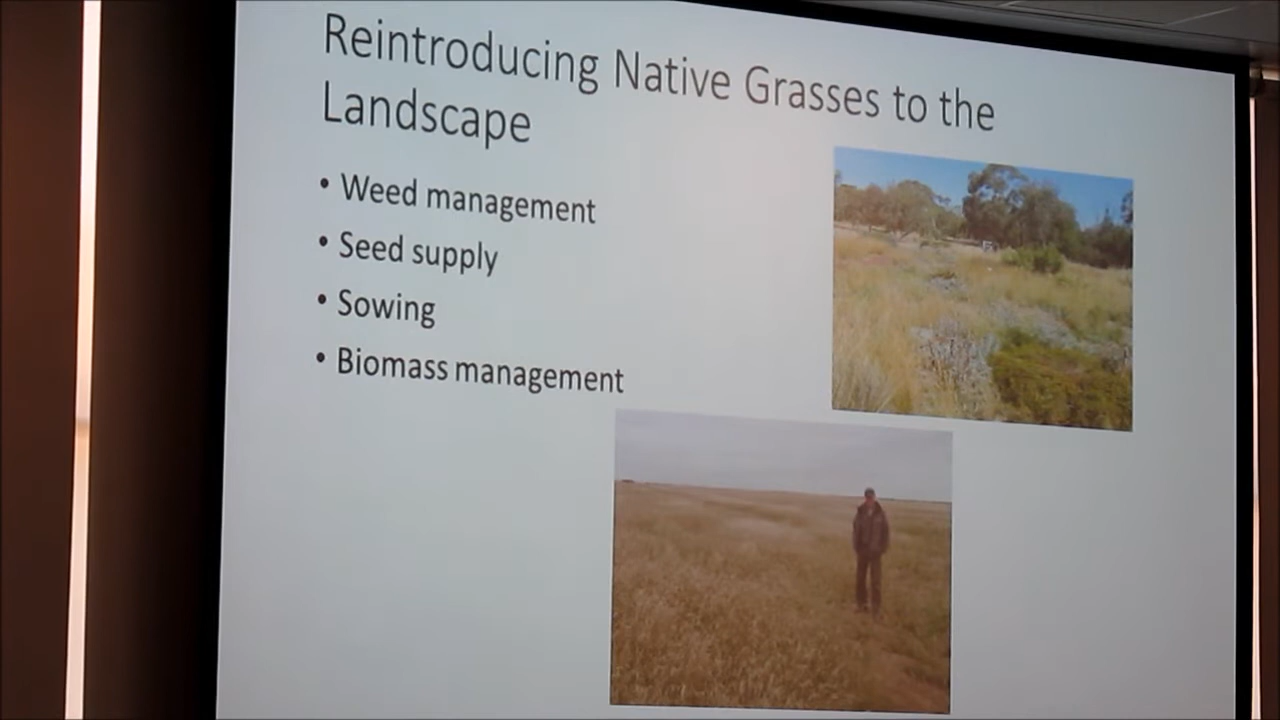 Reintroducing Native Grasses to the
Landscape
• Weed management
• Seed supply
• Sowing
• Biomass management